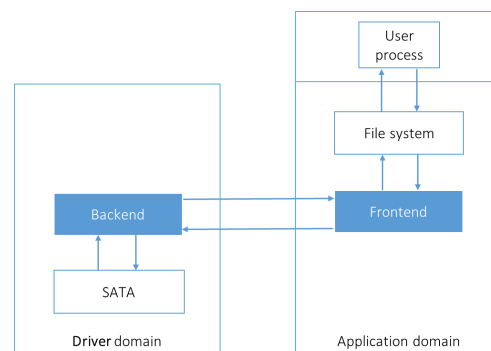 User
process
File system
Backend
Frontend
SATA
Driver domain
Application domain